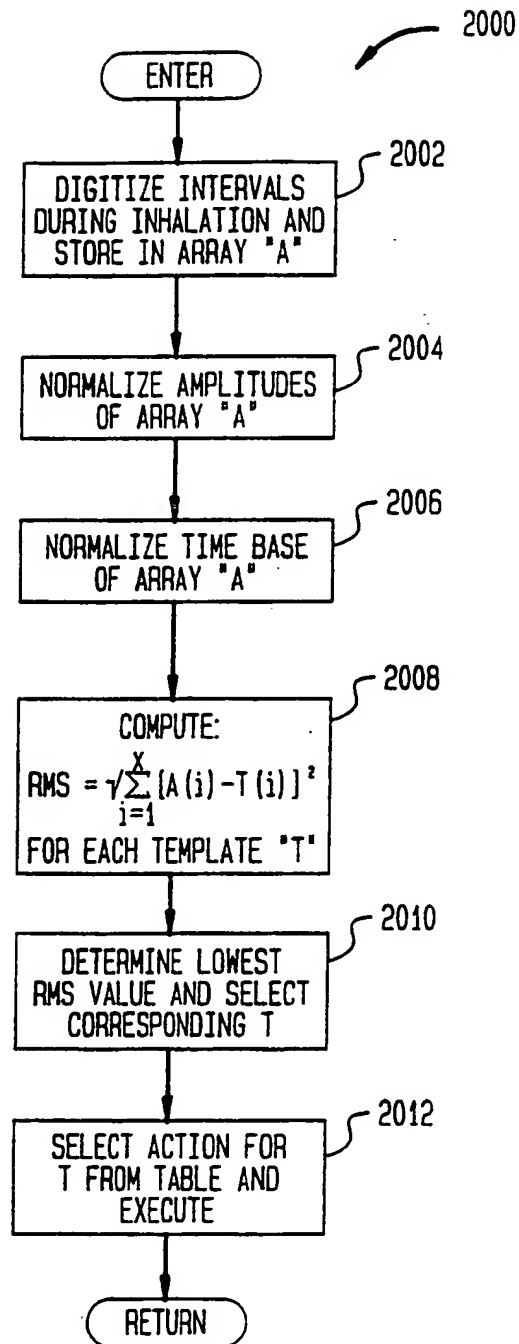 2000
ENTER
2002
DIGITIZE INTERVALS
DURING INHALATION AND
STORE IN ARRAY "A"
2004
NORMALIZE AMPLITUDES
OF ARRAY "A"
2006
NORMALIZE TIME BASE
OF ARRAY "A"
2008
COMPUTE:
RMS = √∑_{i=1}^{X} [A(i)-T(i)]²
FOR EACH TEMPLATE "T"
2010
DETERMINE LOWEST
RMS VALUE AND SELECT
CORRESPONDING T
2012
SELECT ACTION FOR
T FROM TABLE AND
EXECUTE
RETURN